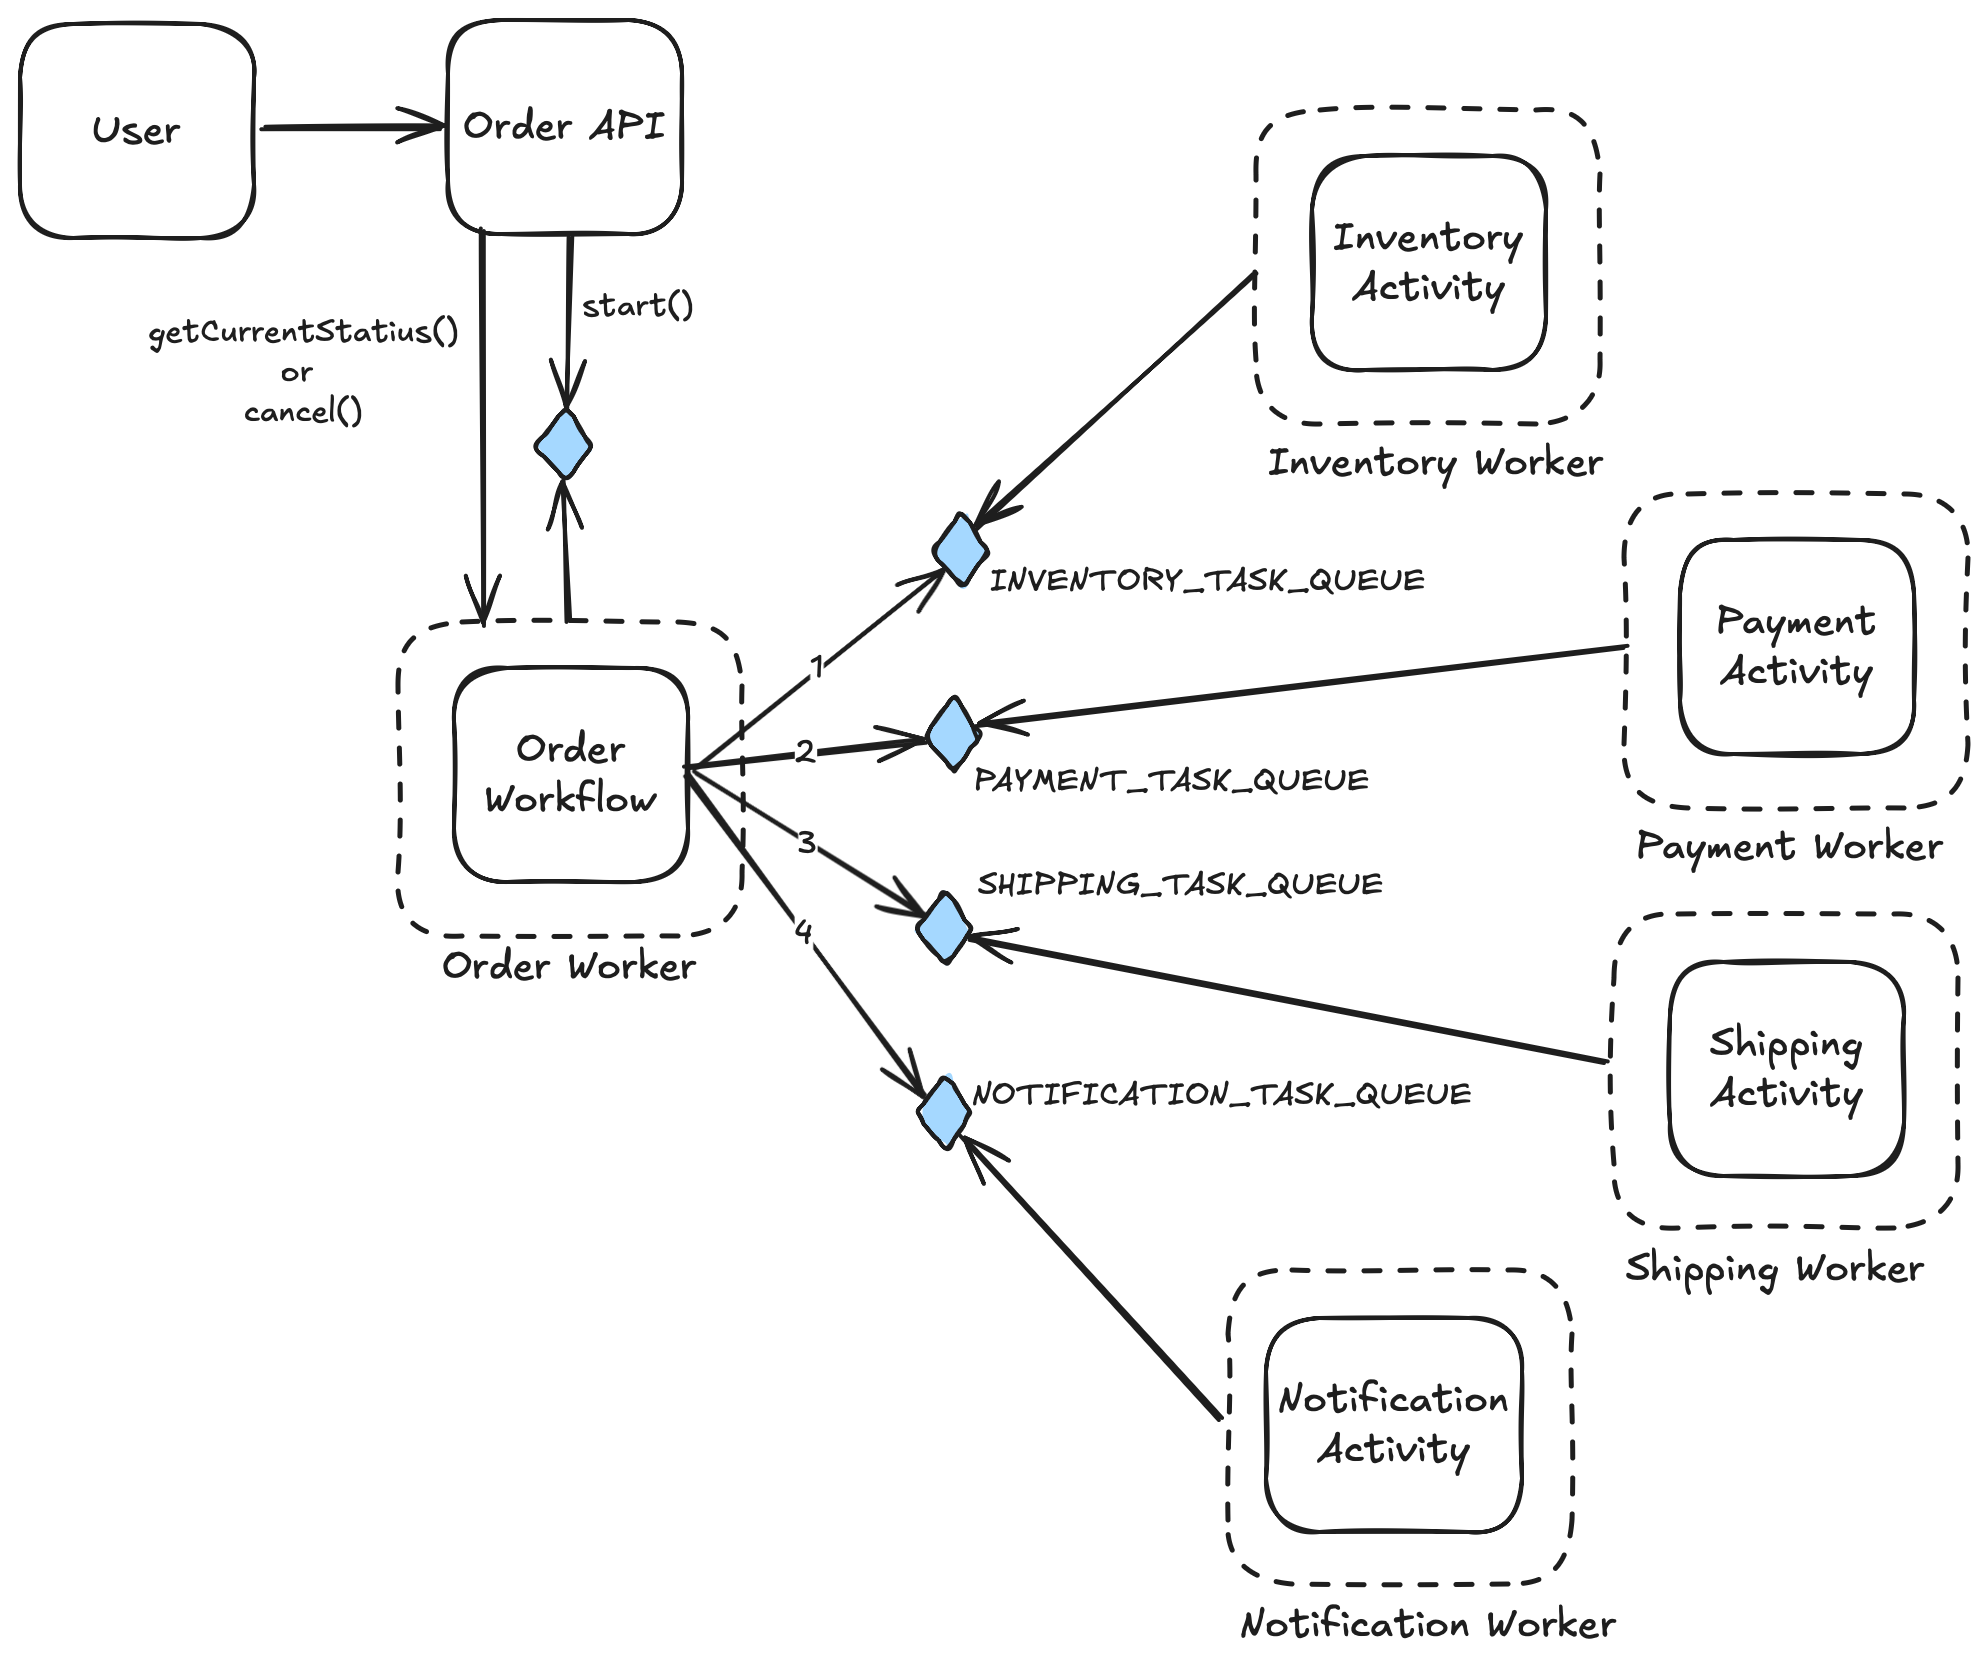 User
Order API
start()
getCurrentStatius()
or
cancel()
Inventory
Activity
Inventory Worker
INVENTORY_TASK_QUEUE
1
Payment
Activity
Payment Worker
2
PAYMENT_TASK_QUEUE
Order
Workflow
Order Worker
3
SHIPPING_TASK_QUEUE
4
Shipping
Activity
Shipping Worker
NOTIFICATION_TASK_QUEUE
Notification
Activity
Notification Worker